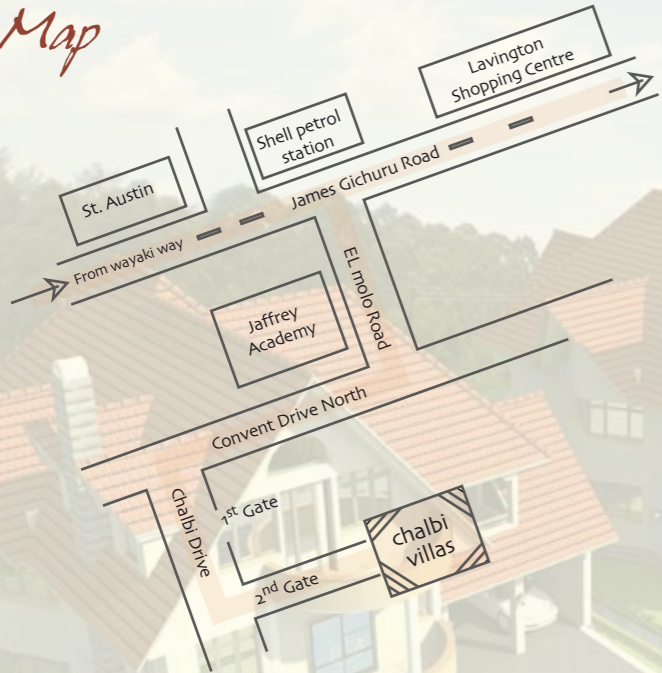 Map
Lavington
Shopping Centre
Shell petrol
station
St. Austin
James Gichuru Road
From wayaki way
EL molo Road
Jaffrey
Academy
Convent Drive North
Chalbi Drive
1st Gate
chalbi
villas
2nd Gate